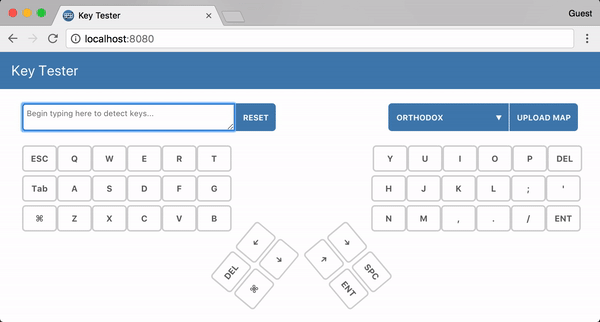 Key Tester
Guest
localhost:8080
Key Tester
Begin typing here to detect keys...
RESET
ORTHODOX
UPLOAD MAP
ESC Q W E R T
Y U I O P DEL
Tab A S D F G
H J K L ; '
⌘ Z X C V B
N M , . / ENT
↙ ↘
DEL ⌘
↘ ↗
SPC ENT